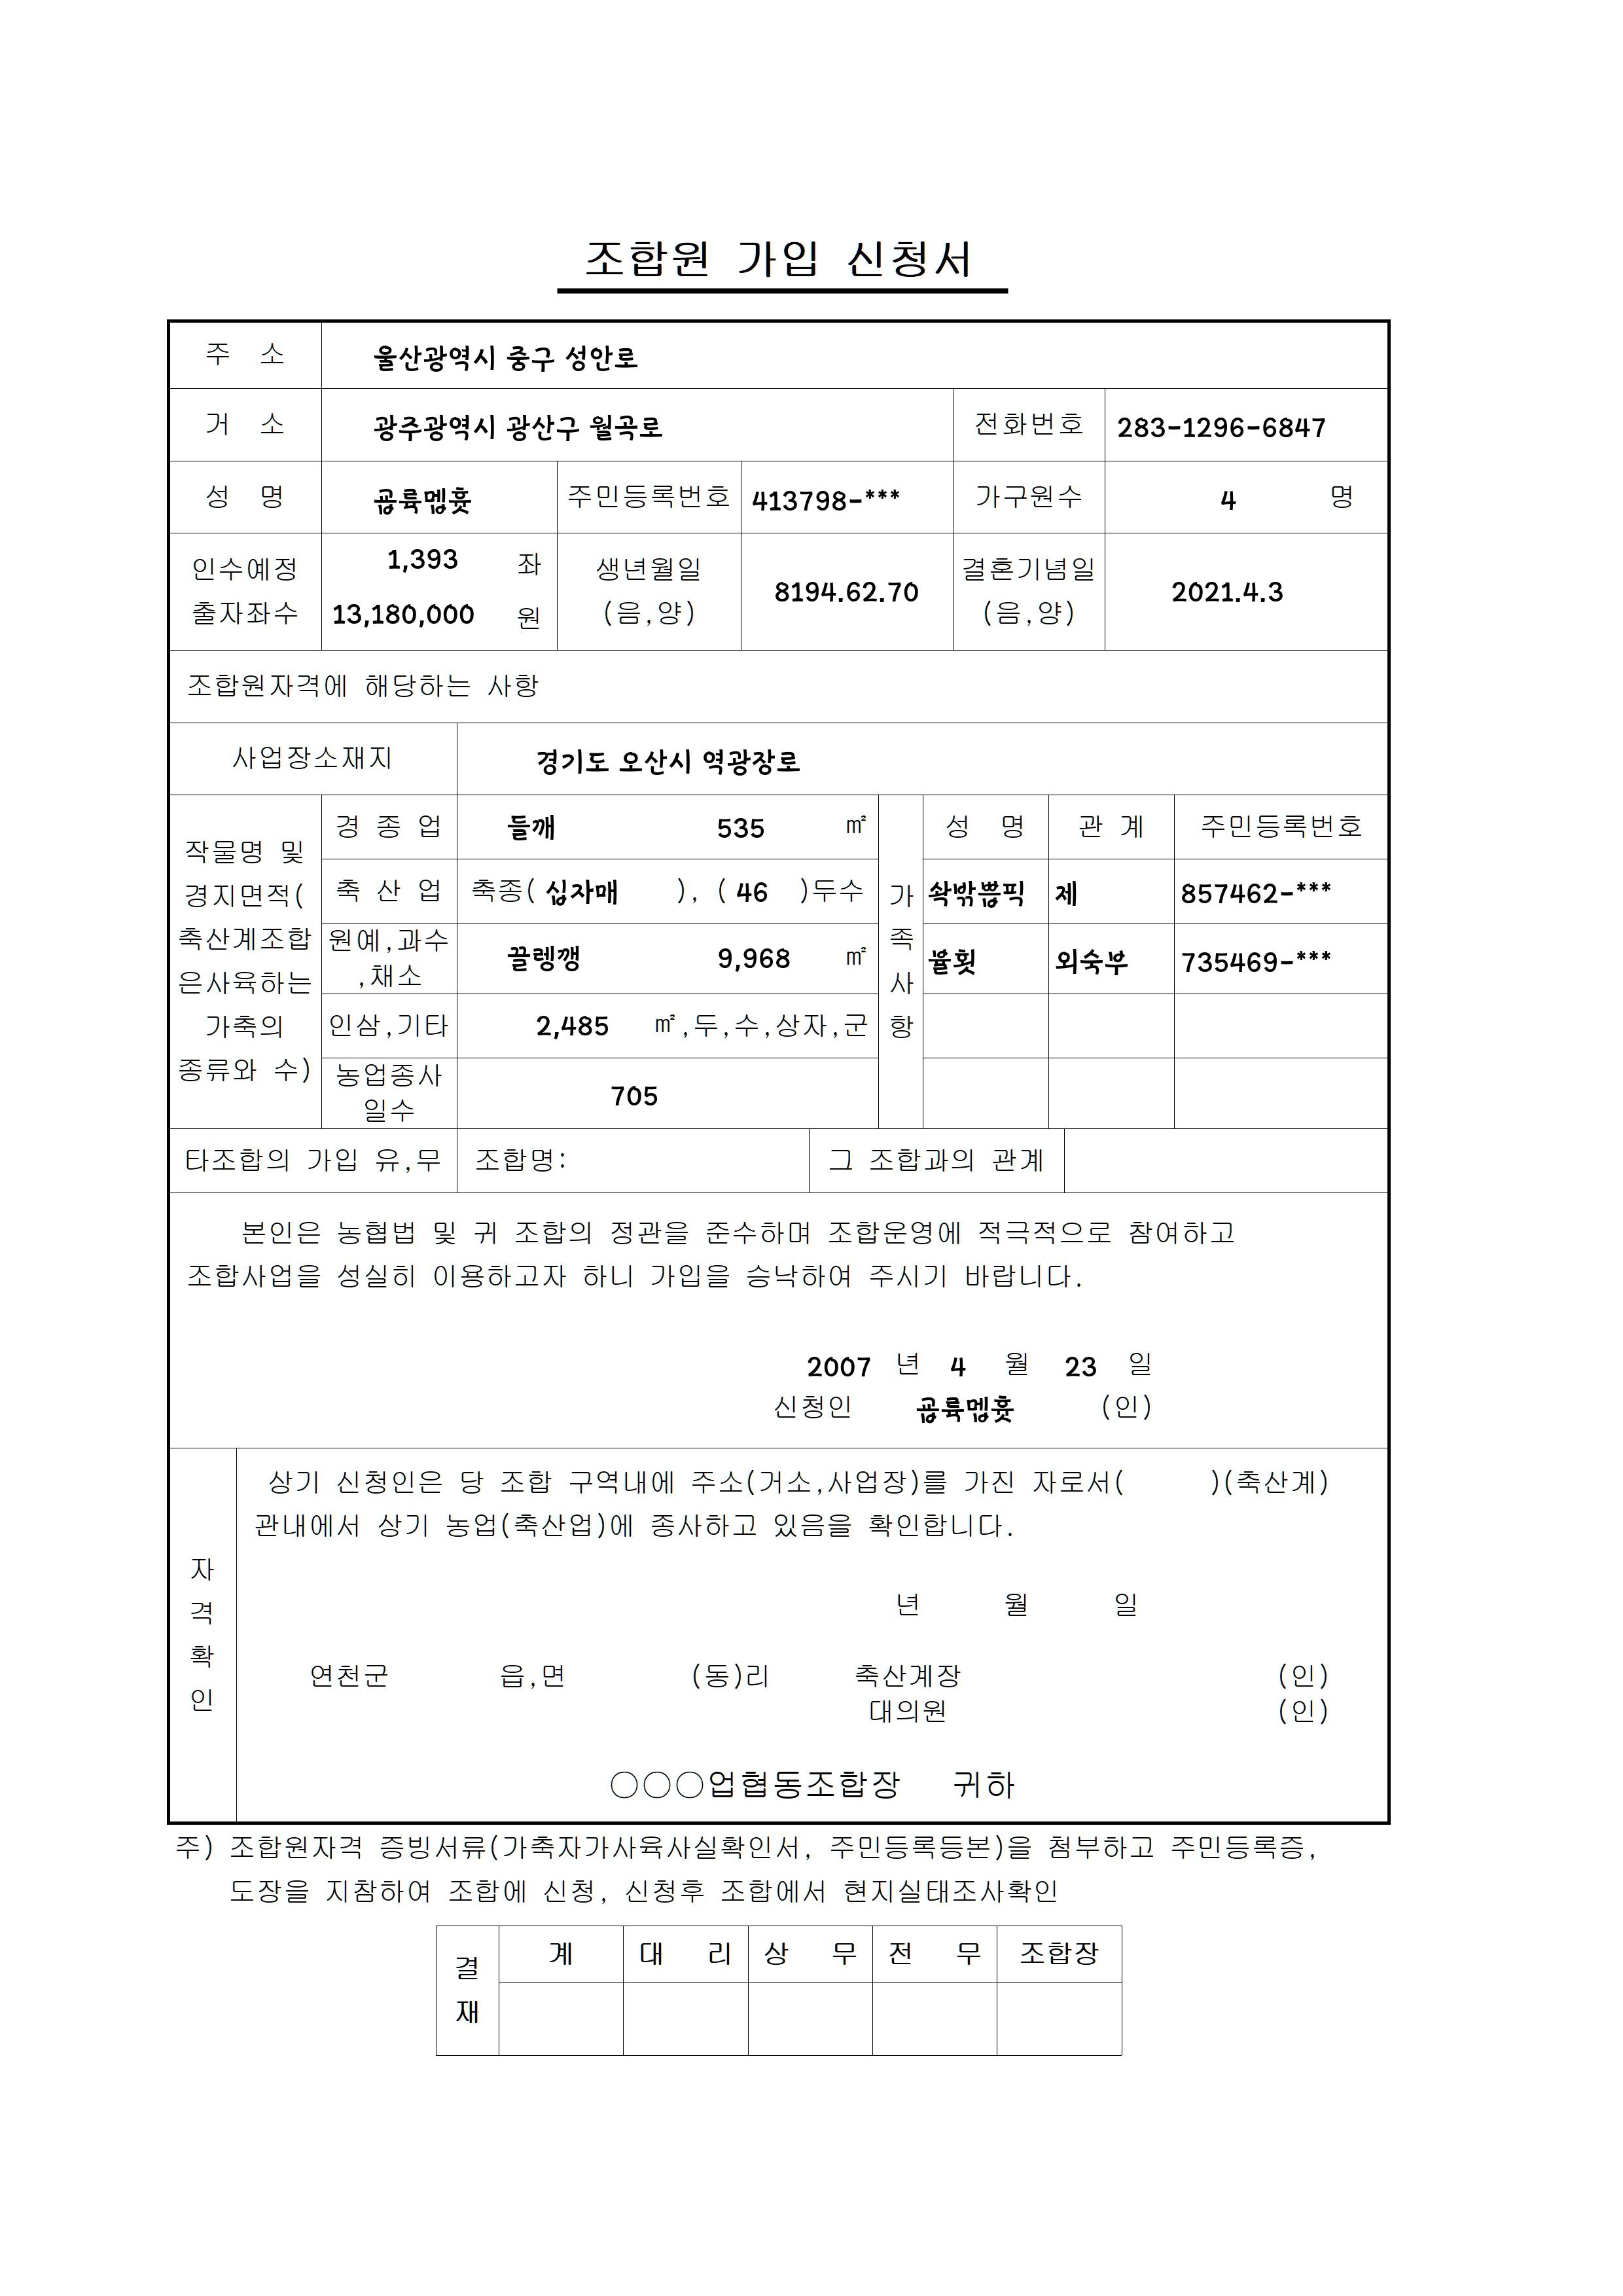 조합원 가입 신청서
주 소 울산광역시 중구 성안로
거 소 광주광역시 광산구 월곡로 전화번호 283-1296-6847
성 명 주민등록번호 413798-*** 가구원수 4 명
인수예정 출자좌수 1,393 좌 13,180,000 원 생년월일 (음,양) 8194.62.70 결혼기념일 (음,양) 2021.4.3
조합원자격에 해당하는 사항
사업장소재지 경기도 오산시 역광장로
작물명 및 경지면적( 축산계조합 은사육하는 가축의 종류와 수)
경 종 업 들깨 535 ㎡
가 족 사 항
성 명 관 계 주민등록번호
축 산 업 축종( 십자매 ), ( 46 )두수
제 857462-***
원예,과수 ,채소 끌렝깽 9,968 ㎡
외숙부 735469-***
인삼,기타 2,485 ㎡,두,수,상자,군
농업종사 일수 705
타조합의 가입 유,무 조합명: 그 조합과의 관계
본인은 농협법 및 귀 조합의 정관을 준수하며 조합운영에 적극적으로 참여하고
조합사업을 성실히 이용하고자 하니 가입을 승낙하여 주시기 바랍니다.
2007 년 4 월 23 일
신청인 (인)
자 격 확 인
상기 신청인은 당 조합 구역내에 주소(거소,사업장)를 가진 자로서( )(축산계)
관내에서 상기 농업(축산업)에 종사하고 있음을 확인합니다.
년 월 일
연천군 읍,면 (동)리 축산계장 (인)
대의원 (인)
○○○업협동조합장 귀하
주) 조합원자격 증빙서류(가축자가사육사실확인서, 주민등록등본)을 첨부하고 주민등록증,
도장을 지참하여 조합에 신청, 신청후 조합에서 현지실태조사확인
결 재 계 대 리 상 무 전 무 조합장